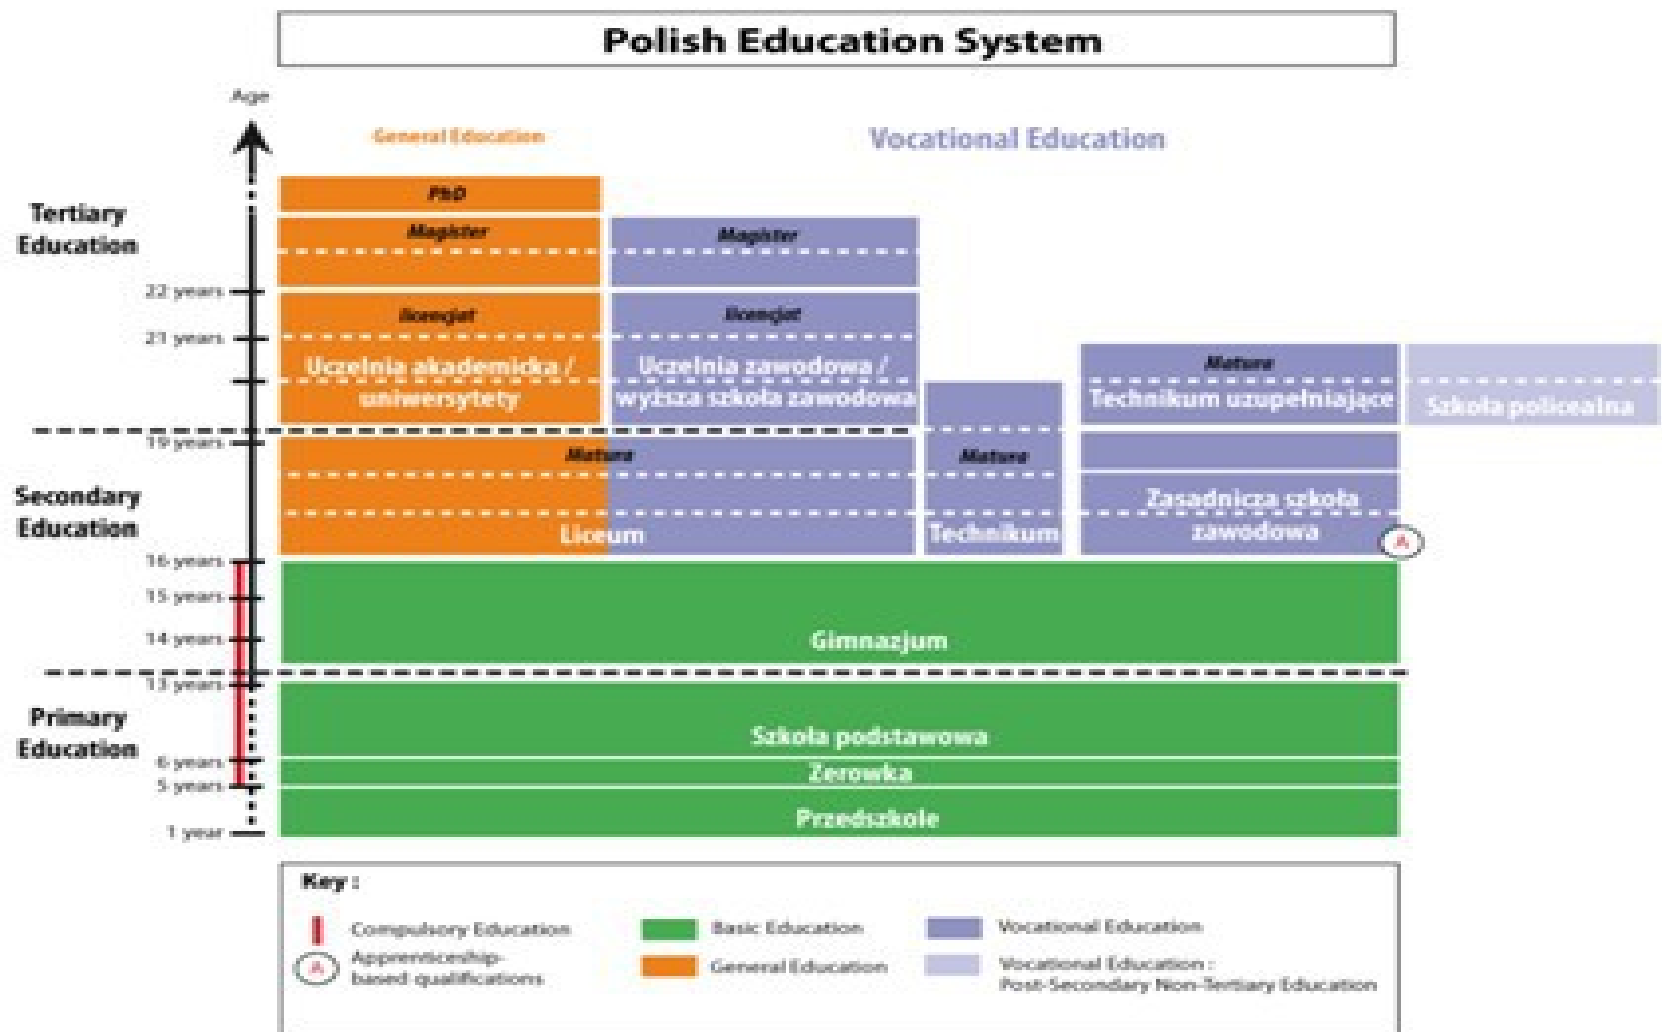 Polish Education System
Age
General Education
Vocational Education
Tertiary
Education
PhD
Magister
Magister
22 years
licencjat
licencjat
21 years
Uczelnia akademicka /
uniwersytety
Uczelnia zawodowa /
wyższa szkoła zawodowa
Matura
Technikum uzupełniające
Szkoła policealna
19 years
Secondary
Education
Matura
Liceum
Matura
Technikum
Zasadnicza szkoła
zawodowa
A
16 years
15 years
14 years
Gimnazjum
13 years
Primary
Education
Szkoła podstawowa
6 years
Zerowka
5 years
Przedszkole
1 year
Key :
Compulsory Education
A
Apprenticeship-
based qualifications
Basic Education
General Education
Vocational Education
Vocational Education :
Post-Secondary Non-Tertiary Education